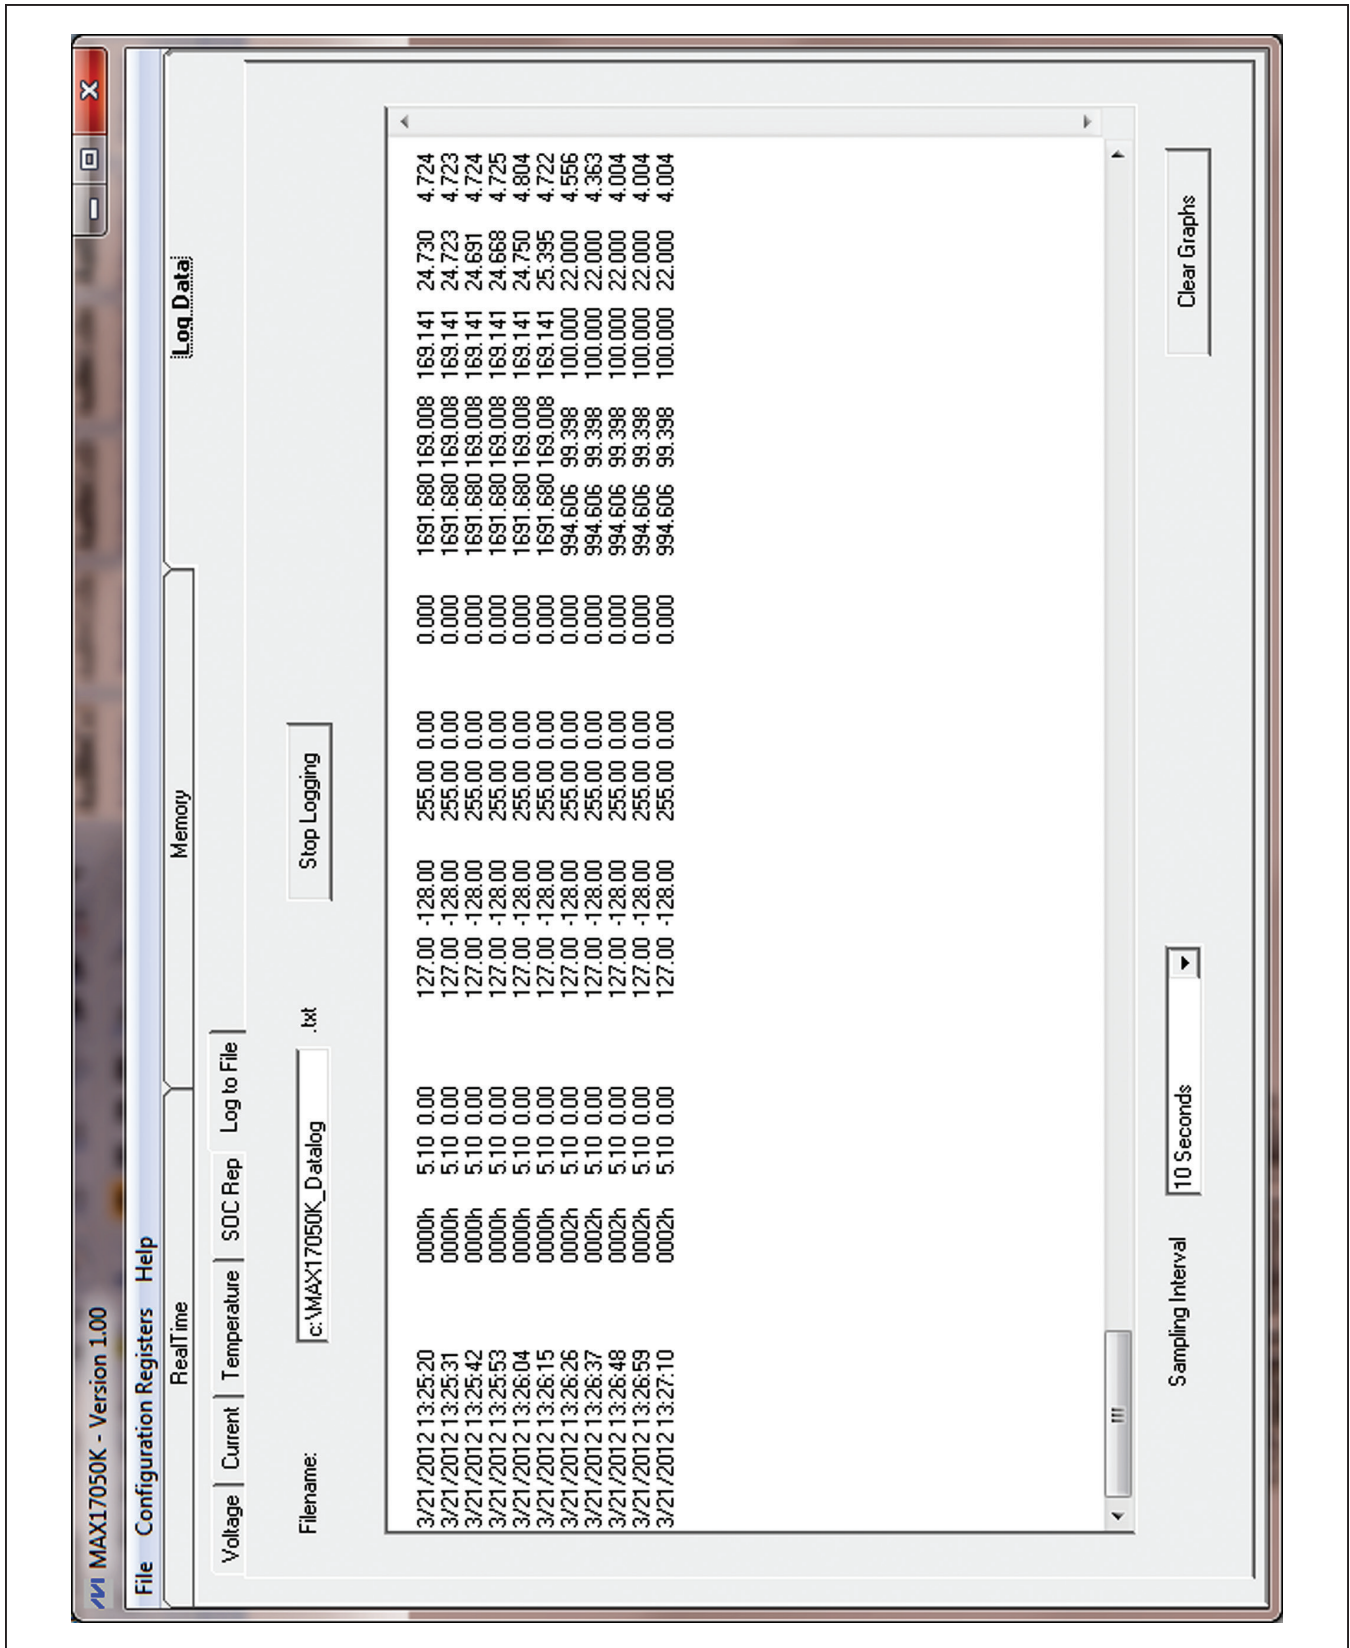 MAX17050K - Version 1.00
File Configuration Registers Help
RealTime Memory Log Data
Voltage Current Temperature SOC Rep Log to File
Filename: c:\MAX17050K_Datalog .txt Stop Logging
3/21/2012 13:25:20 0000h 5.10 0.00 127.00 -128.00 255.00 0.00 0.000 1691.680 169.008 169.141 24.730 4.724
3/21/2012 13:25:31 0000h 5.10 0.00 127.00 -128.00 255.00 0.00 0.000 1691.680 169.008 169.141 24.723 4.723
3/21/2012 13:25:42 0000h 5.10 0.00 127.00 -128.00 255.00 0.00 0.000 1691.680 169.008 169.141 24.691 4.724
3/21/2012 13:25:53 0000h 5.10 0.00 127.00 -128.00 255.00 0.00 0.000 1691.680 169.008 169.141 24.668 4.725
3/21/2012 13:26:04 0000h 5.10 0.00 127.00 -128.00 255.00 0.00 0.000 1691.680 169.008 169.141 24.750 4.804
3/21/2012 13:26:15 0000h 5.10 0.00 127.00 -128.00 255.00 0.00 0.000 1691.680 169.008 169.141 25.395 4.722
3/21/2012 13:26:26 0002h 5.10 0.00 127.00 -128.00 255.00 0.00 0.000 994.606 99.398 100.000 22.000 4.556
3/21/2012 13:26:37 0002h 5.10 0.00 127.00 -128.00 255.00 0.00 0.000 994.606 99.398 100.000 22.000 4.363
3/21/2012 13:26:48 0002h 5.10 0.00 127.00 -128.00 255.00 0.00 0.000 994.606 99.398 100.000 22.000 4.004
3/21/2012 13:26:59 0002h 5.10 0.00 127.00 -128.00 255.00 0.00 0.000 994.606 99.398 100.000 22.000 4.004
3/21/2012 13:27:10 0002h 5.10 0.00 127.00 -128.00 255.00 0.00 0.000 994.606 99.398 100.000 22.000 4.004
Sampling Interval 10 Seconds Clear Graphs